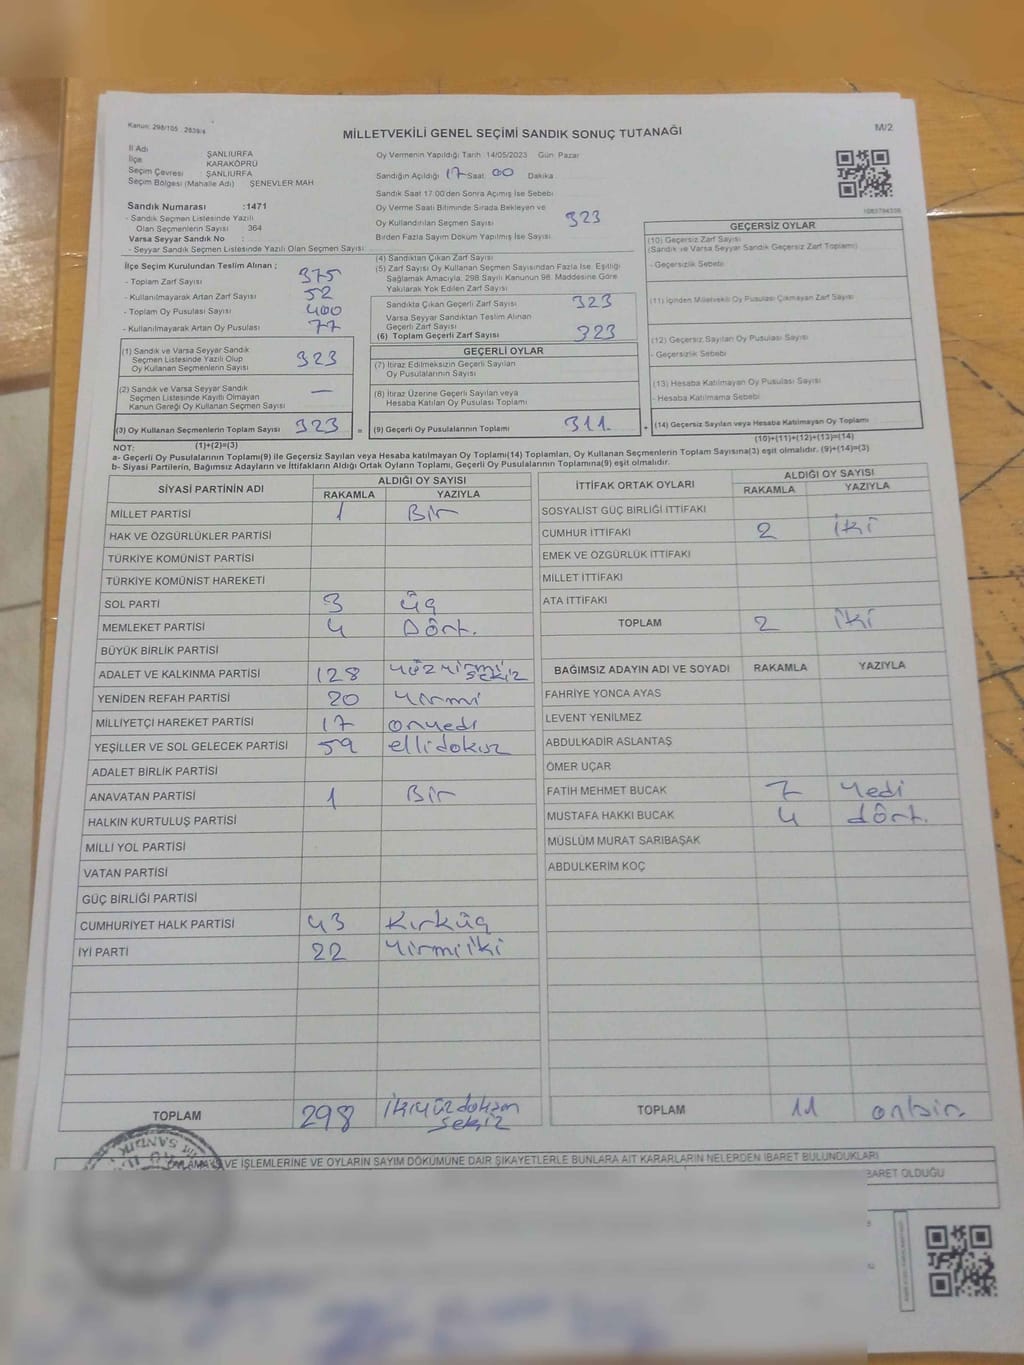 Kanun: 298/105 2839/4
MİLLETVEKİLİ GENEL SEÇİMİ SANDIK SONUÇ TUTANAĞI
M/2
İl Adı : ŞANLIURFA
İlçe KARAKÖPRÜ
Seçim Çevresi : ŞANLIURFA
Seçim Bölgesi (Mahalle Adı) ŞENEVLER MAH
Sandık Numarası :1471
- Sandık Seçmen Listesinde Yazılı
Olan Seçmenlerin Sayısı 364
Varsa Seyyar Sandık No :
- Seyyar Sandık Seçmen Listesinde Yazılı Olan Seçmen Sayısı :
Oy Vermenin Yapıldığı Tarih :14/05/2023 Gün: Pazar
Sandığın Açıldığı 17 Saat 00 Dakika
Sandık Saat 17.00'den Sonra Açımış İse Sebebi
Oy Verme Saati Bitiminde Sırada Bekleyen ve
Oy Kullandırılan Seçmen Sayısı 323
Birden Fazla Sayım Döküm Yapılmış İse Sayısı
İlçe Seçim Kurulundan Teslim Alınan ;
- Toplam Zarf Sayısı 375
- Kullanılmayarak Artan Zarf Sayısı 52
- Toplam Oy Pusulası Sayısı 400
- Kullanılmayarak Artan Oy Pusulası 77
(4) Sandıktan Çıkan Zarf Sayısı
(5) Zarf Sayısı Oy Kullanan Seçmen Sayısından Fazla İse, Eşitliği
Sağlamak Amacıyla, 298 Sayılı Kanunun 98. Maddesine Göre
Yakılarak Yok Edilen Zarf Sayısı
Sandıkta Çıkan Geçerli Zarf Sayısı 323
Varsa Seyyar Sandıktan Teslim Alınan
Geçerli Zarf Sayısı
(6) Toplam Geçerli Zarf Sayısı 323
GEÇERSİZ OYLAR
(10) Geçersiz Zarf Sayısı
(Sandık ve Varsa Seyyar Sandık Geçersiz Zarf Toplamı)
- Geçersizlik Sebebi
(11) İçinden Milletvekili Oy Pusulası Çıkmayan Zarf Sayısı
(12) Geçersiz Sayılan Oy Pusulası Sayısı
- Geçersizlik Sebebi
(13) Hesaba Katılmayan Oy Pusulası Sayısı
- Hesaba Katılmama Sebebi
(14) Geçersiz Sayılan veya Hesaba Katılmayan Oy Toplamı
(10)+(11)+(12)+(13)=(14)
(1) Sandık ve Varsa Seyyar Sandık
Seçmen Listesinde Yazılı Olup
Oy Kullanan Seçmenlerin Sayısı 323
(2) Sandık ve Varsa Seyyar Sandık
Seçmen Listesinde Kayıtlı Olmayan
Kanun Gereği Oy Kullanan Seçmen Sayısı —
(3) Oy Kullanan Seçmenlerin Toplam Sayısı 323 =
(1)+(2)=(3)
GEÇERLİ OYLAR
(7) İtiraz Edilmeksizin Geçerli Sayılan
Oy Pusulalarının Sayısı
(8) İtiraz Üzerine Geçerli Sayılan veya
Hesaba Katılan Oy Pusulası Toplamı
(9) Geçerli Oy Pusulalarının Toplamı 311. +
NOT:
a- Geçerli Oy Pusulalarının Toplamı(9) ile Geçersiz Sayılan veya Hesaba katılmayan Oy Toplamı(14) Toplamları, Oy Kullanan Seçmenlerin Toplam Sayısına(3) eşit olmalıdır. (9)+(14)=(3)
b- Siyasi Partilerin, Bağımsız Adayların ve İttifakların Aldığı Ortak Oyların Toplamı, Geçerli Oy Pusulalarının Toplamına(9) eşit olmalıdır.
SİYASİ PARTİNİN ADI ALDIĞI OY SAYISI
RAKAMLA YAZIYLA
MİLLET PARTİSİ 1 Bir
HAK VE ÖZGÜRLÜKLER PARTİSİ
TÜRKİYE KOMÜNİST PARTİSİ
TÜRKİYE KOMÜNİST HAREKETİ
SOL PARTİ 3 üç
MEMLEKET PARTİSİ 4 Dört.
BÜYÜK BİRLİK PARTİSİ
ADALET VE KALKINMA PARTİSİ 128 yüzyirmi sekiz
YENİDEN REFAH PARTİSİ 20 yirmi
MİLLİYETÇİ HAREKET PARTİSİ 17 onyedi
YEŞİLLER VE SOL GELECEK PARTİSİ 59 ellidokuz
ADALET BİRLİK PARTİSİ
ANAVATAN PARTİSİ 1 Bir
HALKIN KURTULUŞ PARTİSİ
MİLLİ YOL PARTİSİ
VATAN PARTİSİ
GÜÇ BİRLİĞİ PARTİSİ
CUMHURİYET HALK PARTİSİ 43 Kırküç
İYİ PARTİ 22 Yirmiiki
TOPLAM 298 ikiyüzdoksan sekiz
İTTİFAK ORTAK OYLARI ALDIĞI OY SAYISI
RAKAMLA YAZIYLA
SOSYALİST GÜÇ BİRLİĞİ İTTİFAKI
CUMHUR İTTİFAKI 2 iki
EMEK VE ÖZGÜRLÜK İTTİFAKI
MİLLET İTTİFAKI
ATA İTTİFAKI
TOPLAM 2 iki
BAĞIMSIZ ADAYIN ADI VE SOYADI RAKAMLA YAZIYLA
FAHRİYE YONCA AYAS
LEVENT YENİLMEZ
ABDULKADİR ASLANTAŞ
ÖMER UÇAR
FATİH MEHMET BUCAK 7 Yedi
MUSTAFA HAKKI BUCAK 4 dört.
MÜSLÜM MURAT SARIBAŞAK
ABDULKERİM KOÇ
TOPLAM 11 onbir.
VE İŞLEMLERİNE VE OYLARIN SAYIM DÖKÜMÜNE DAİR ŞİKAYETLERLE BUNLARA AİT KARARLARIN NELERDEN İBARET BULUNDUKLARI
BARET OLDUĞU